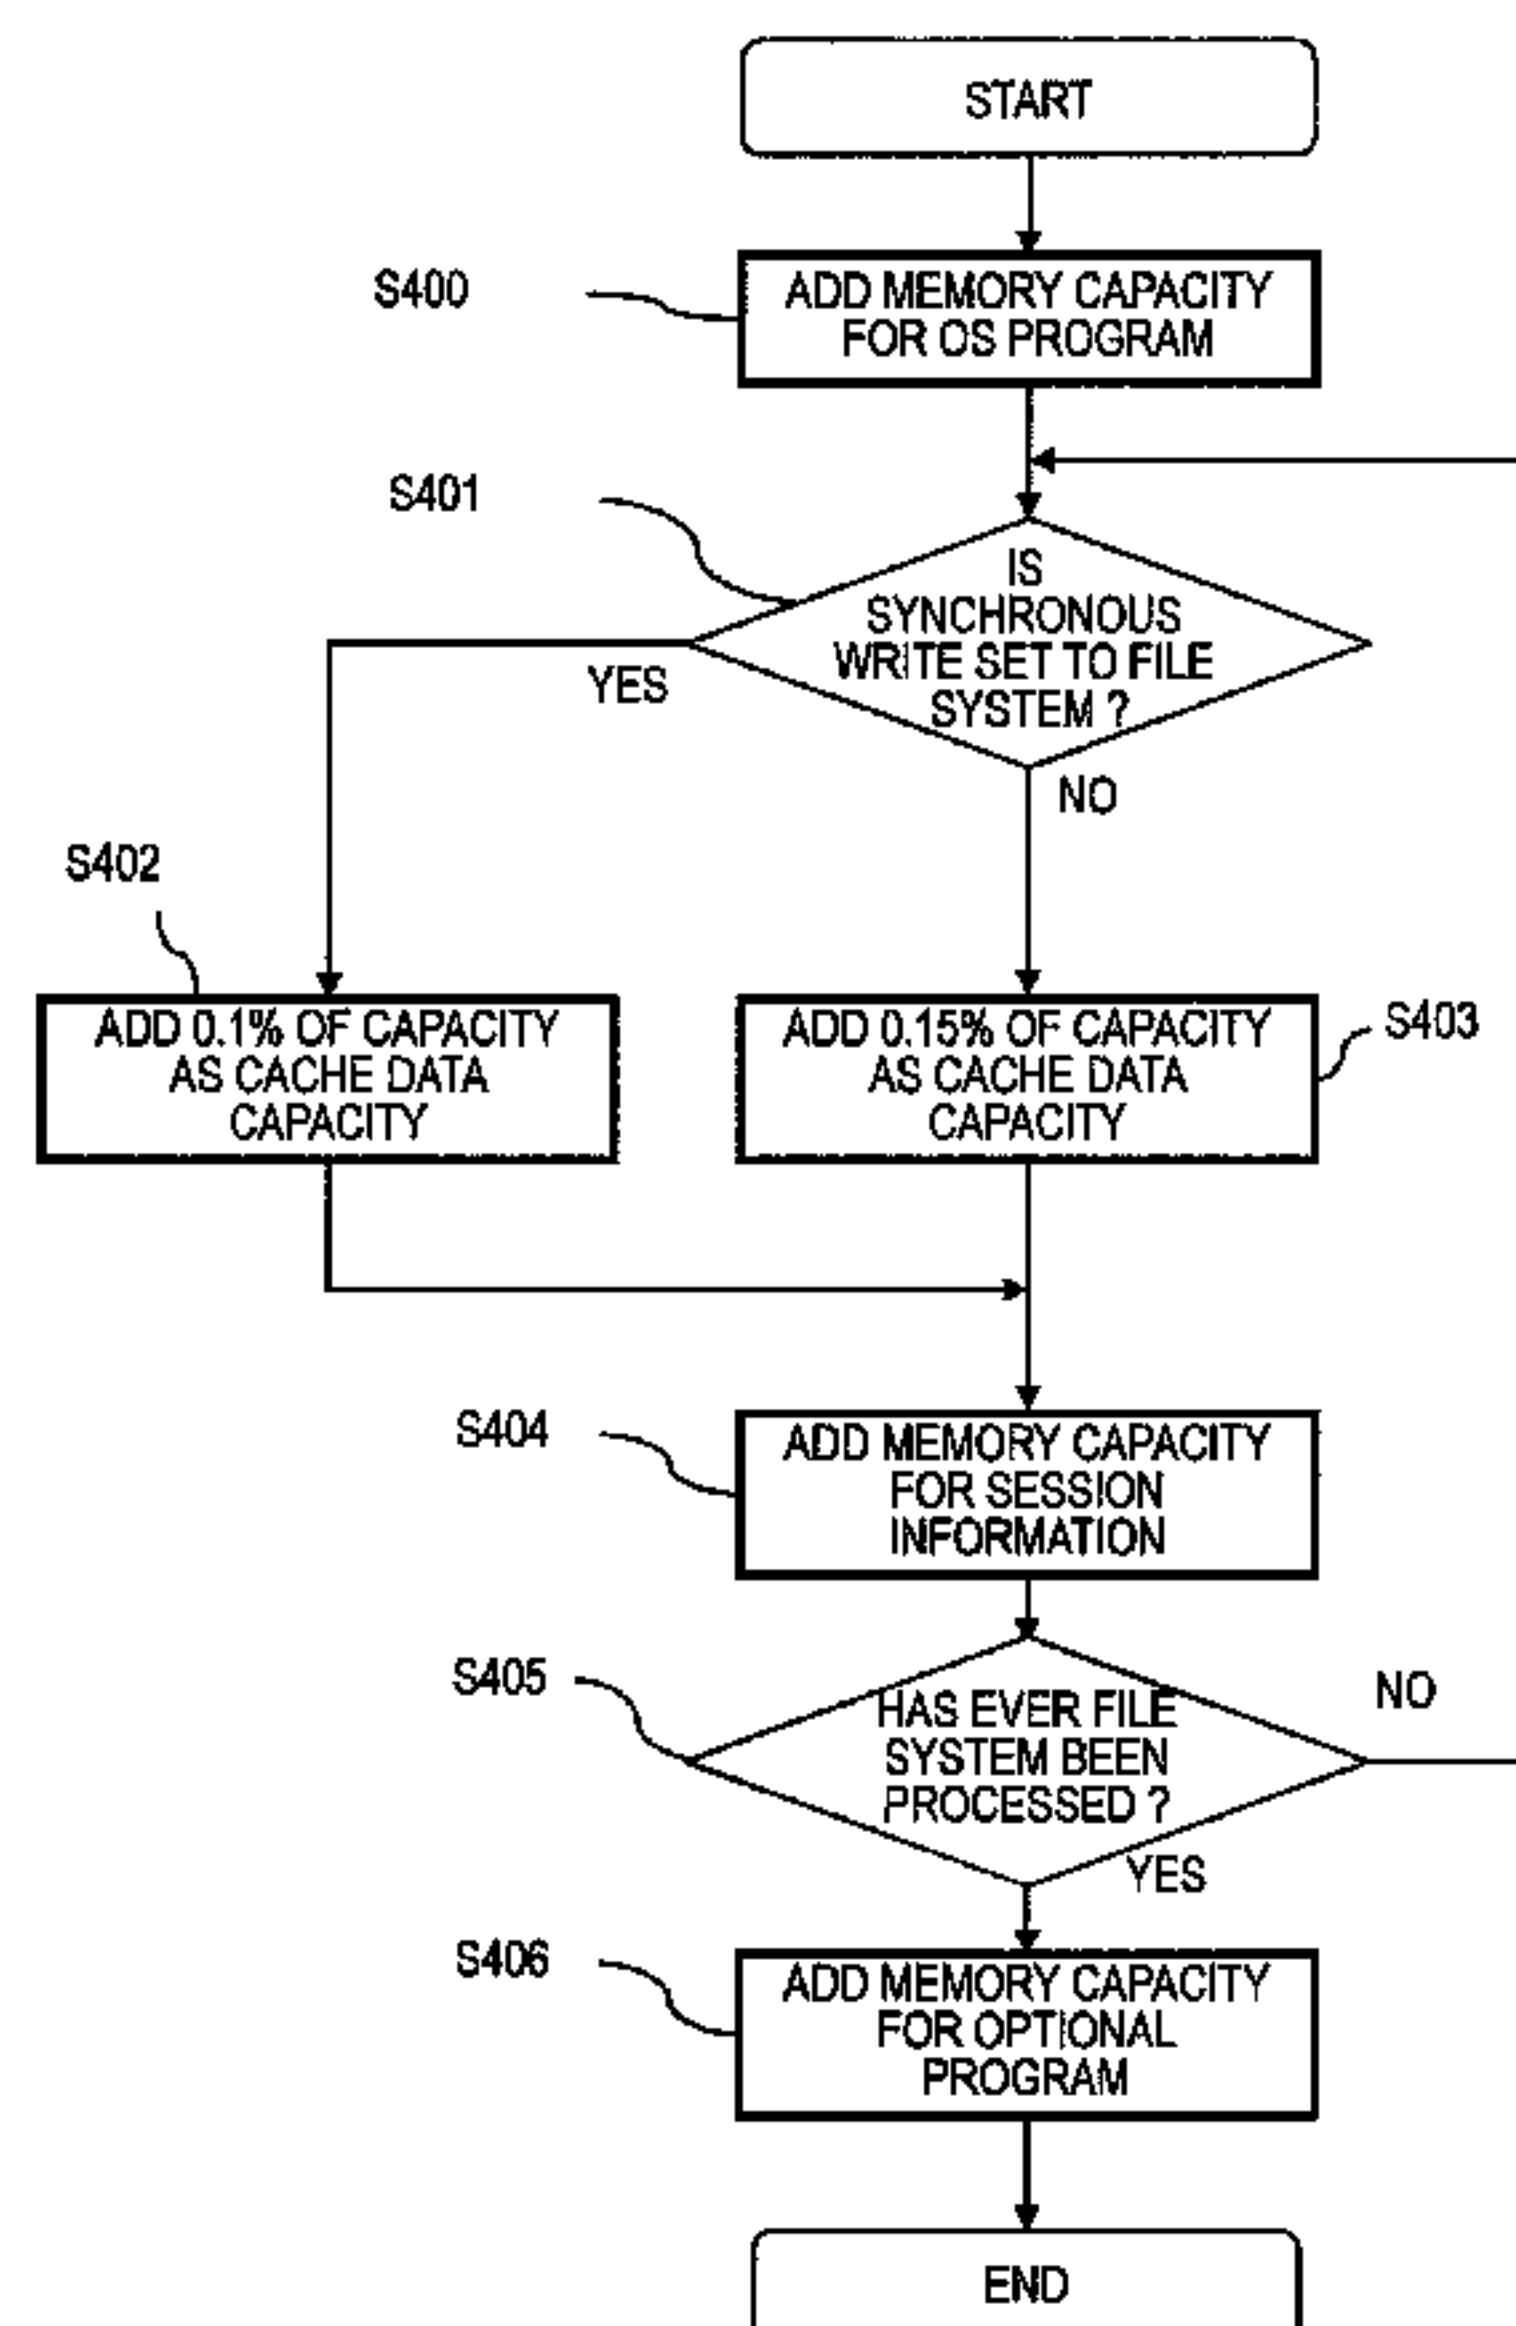 START
S400
ADD MEMORY CAPACITY
FOR OS PROGRAM
S401
IS
SYNCHRONOUS
WRITE SET TO FILE
SYSTEM ?
YES
NO
S402
ADD 0.1% OF CAPACITY
AS CACHE DATA
CAPACITY
ADD 0.15% OF CAPACITY
AS CACHE DATA
CAPACITY
S403
S404
ADD MEMORY CAPACITY
FOR SESSION
INFORMATION
S405
HAS EVER FILE
SYSTEM BEEN
PROCESSED ?
NO
YES
S406
ADD MEMORY CAPACITY
FOR OPTIONAL
PROGRAM
END